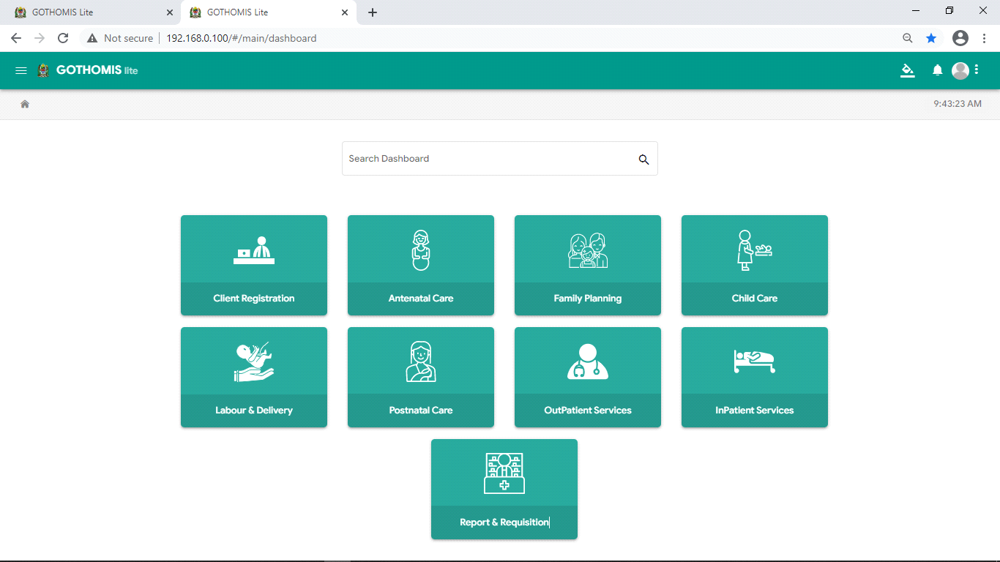 GOTHOMIS Lite
GOTHOMIS Lite
Not secure
192.168.0.100/#/main/dashboard
GOTHOMIS lite
9:43:23 AM
Search Dashboard
Client Registration
Antenatal Care
Family Planning
Child Care
Labour & Delivery
Postnatal Care
OutPatient Services
InPatient Services
Report & Requisition